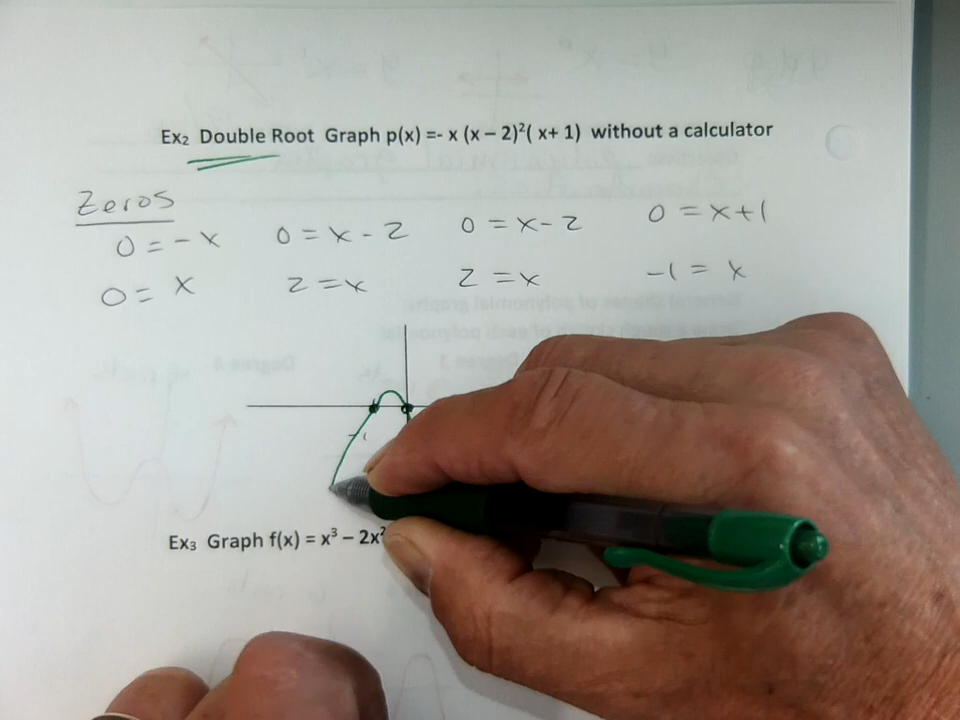 Ex2 Double Root Graph p(x) =- x (x – 2)²( x+ 1) without a calculator
Zeros
0 = - x 0 = x - 2 0 = x - 2 0 = x + 1
0 = x 2 = x 2 = x -1 = x
-1
Ex3 Graph f(x) = x³ – 2x²